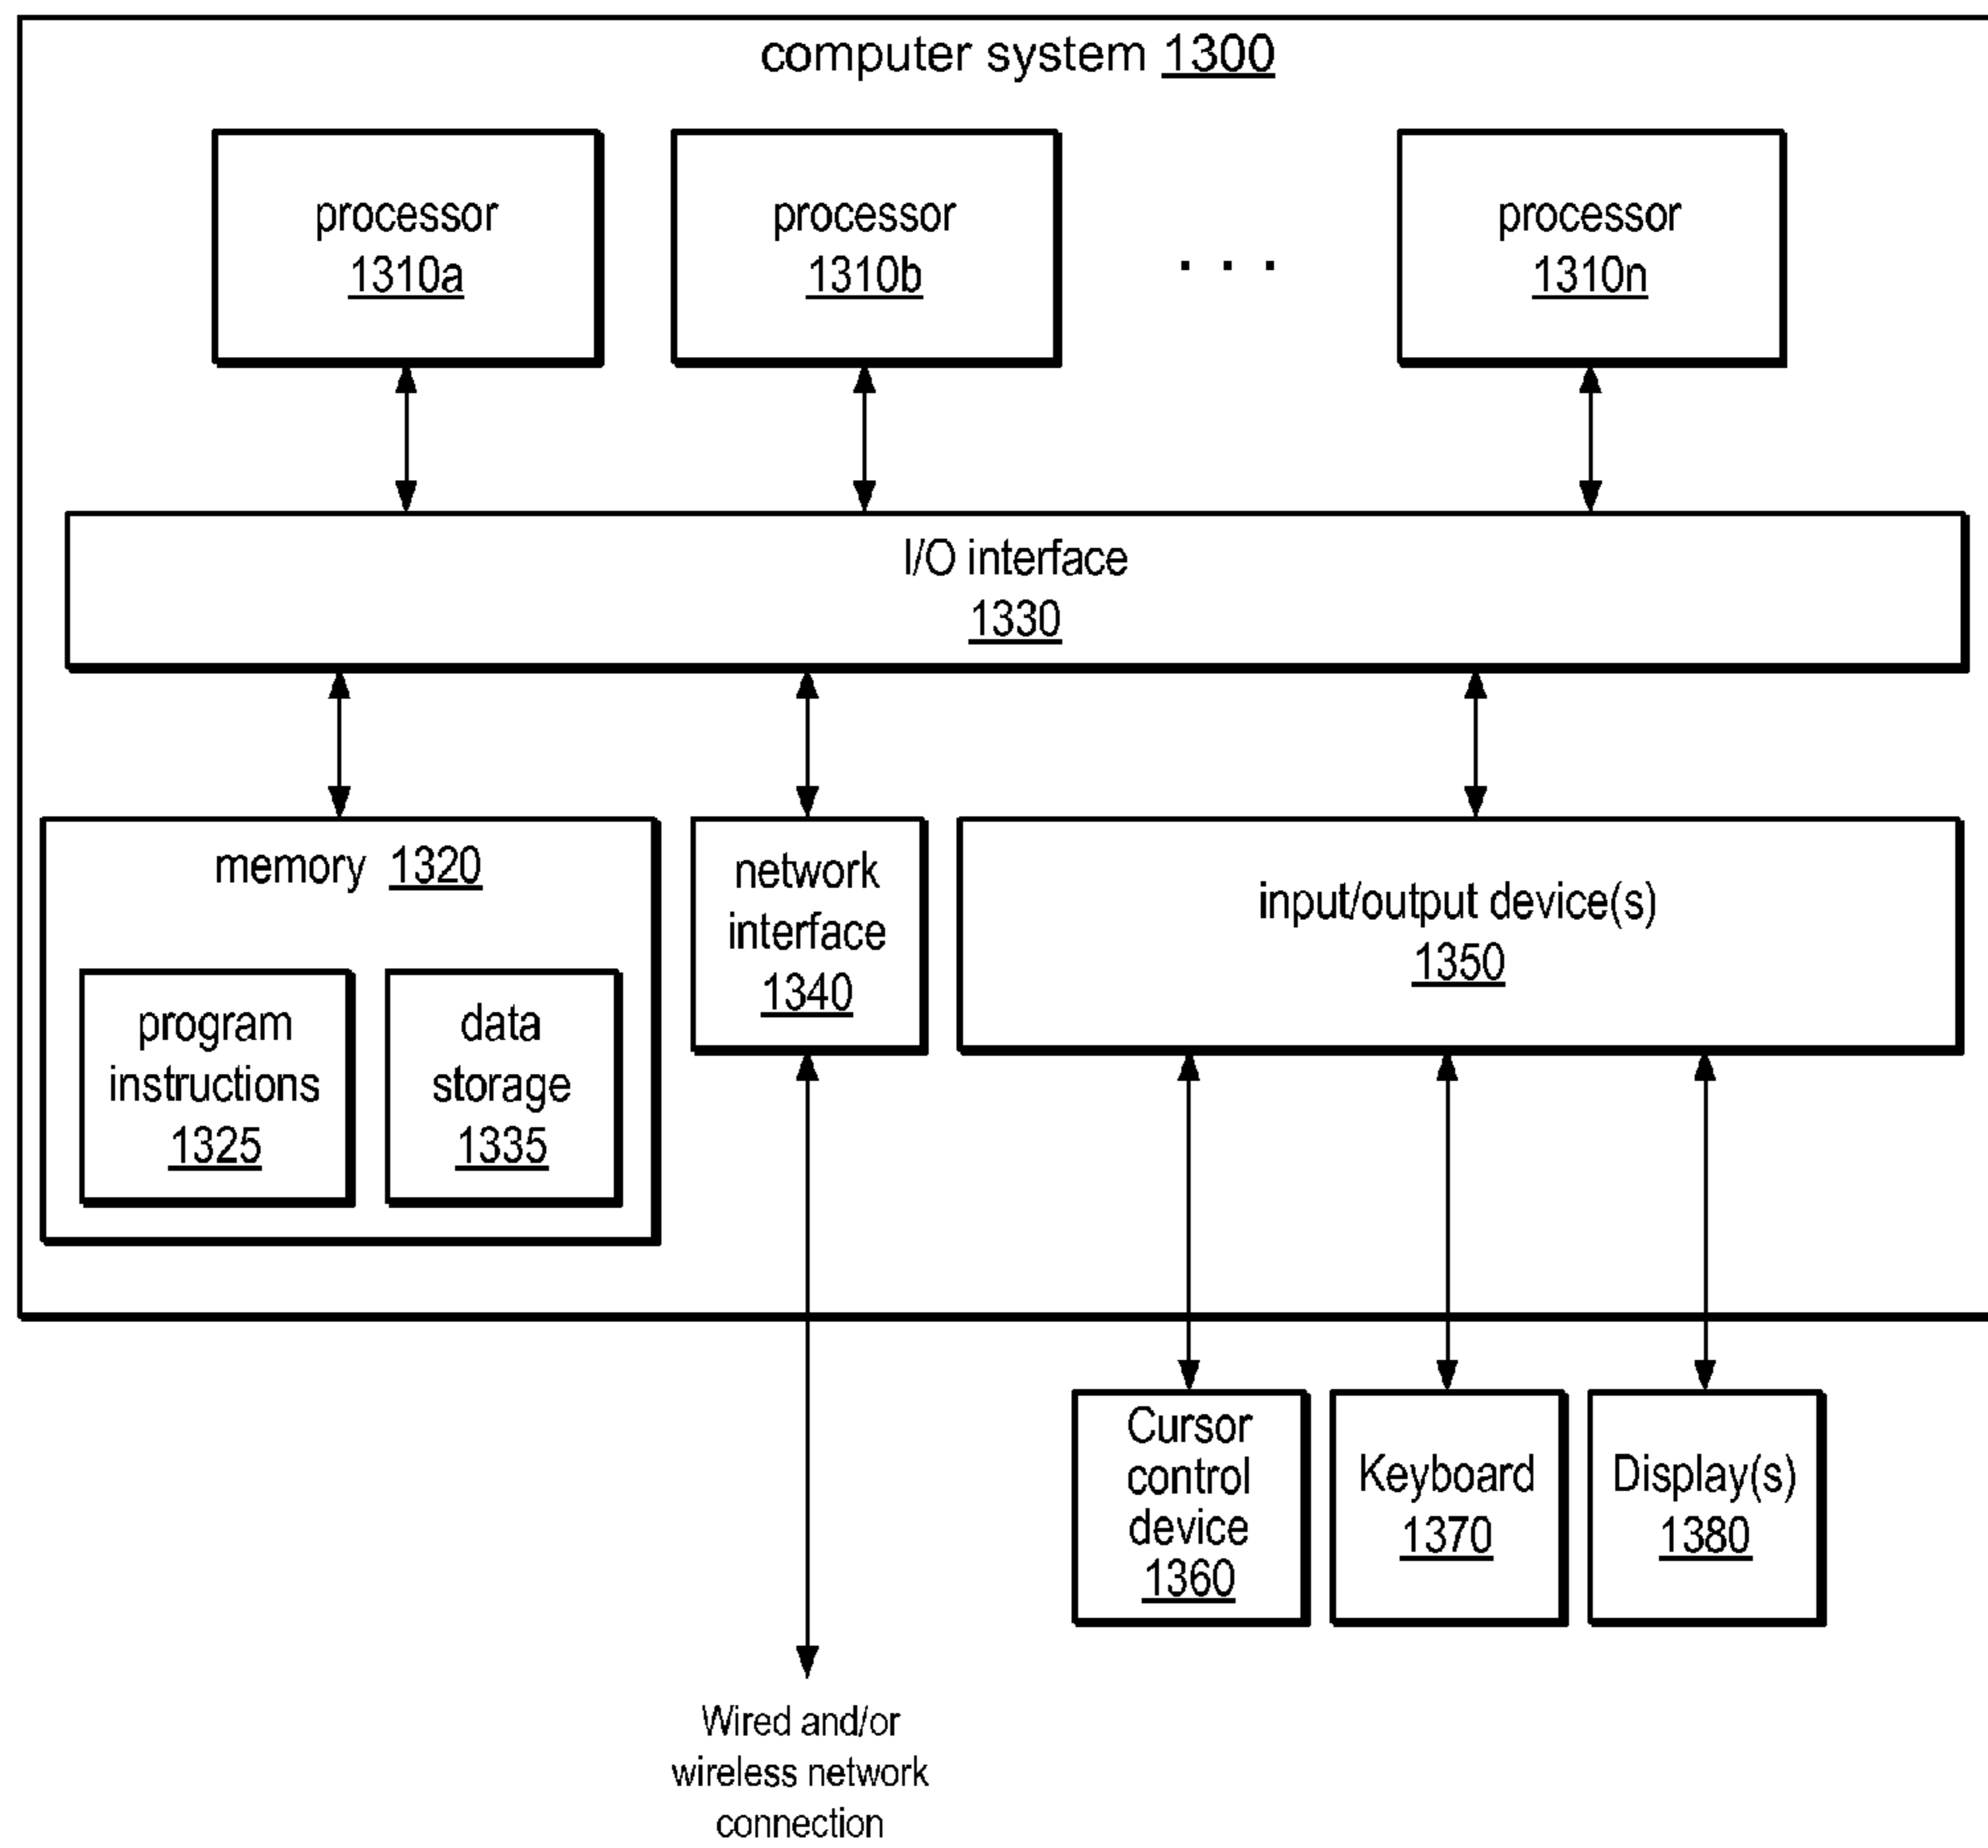 computer system 1300
processor
1310a
processor
1310b
. . .
processor
1310n
I/O interface
1330
memory 1320
program
instructions
1325
data
storage
1335
network
interface
1340
input/output device(s)
1350
Cursor
control
device
1360
Keyboard
1370
Display(s)
1380
Wired and/or
wireless network
connection